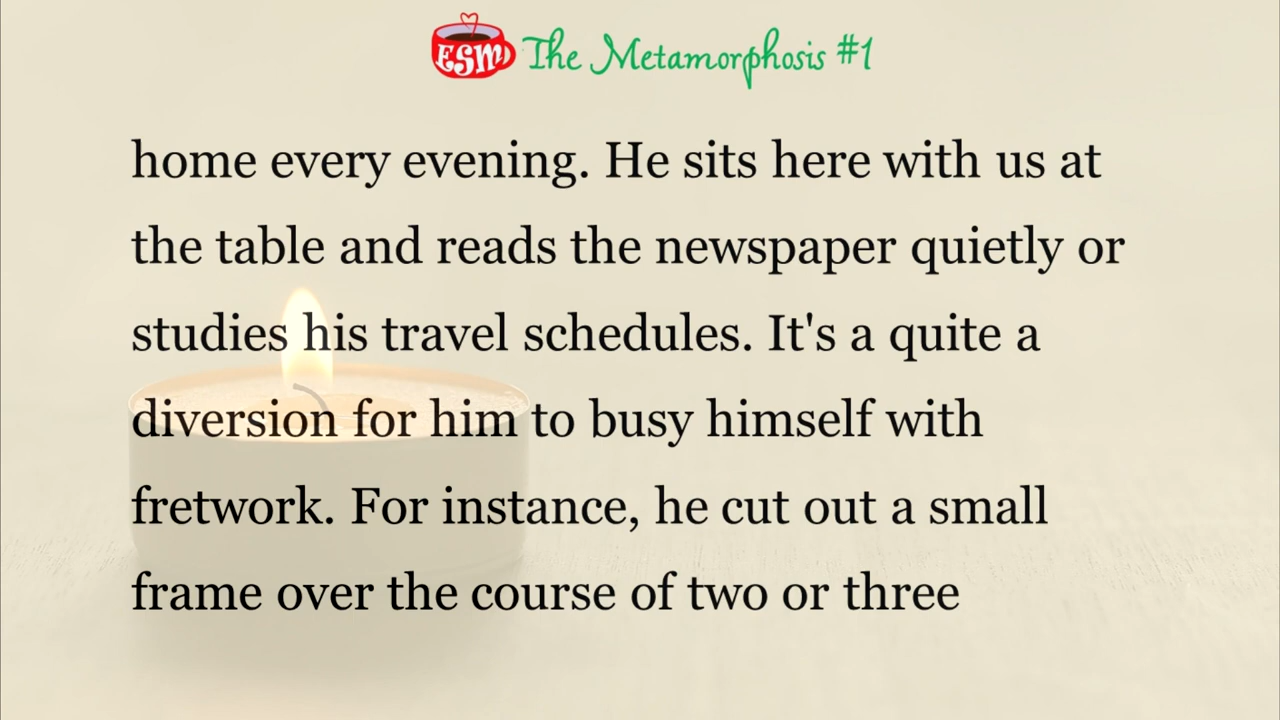 ESM The Metamorphosis #1
home every evening. He sits here with us at
the table and reads the newspaper quietly or
studies his travel schedules. It's a quite a
diversion for him to busy himself with
fretwork. For instance, he cut out a small
frame over the course of two or three